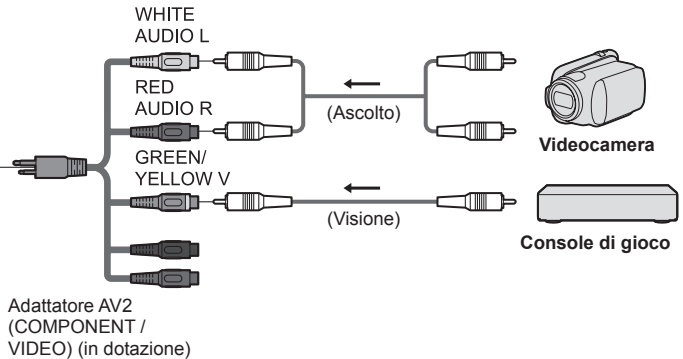 WHITE
AUDIO L
RED
AUDIO R
(Ascolto)
Videocamera
GREEN/
YELLOW V
(Visione)
Console di gioco
Adattatore AV2
(COMPONENT /
VIDEO) (in dotazione)